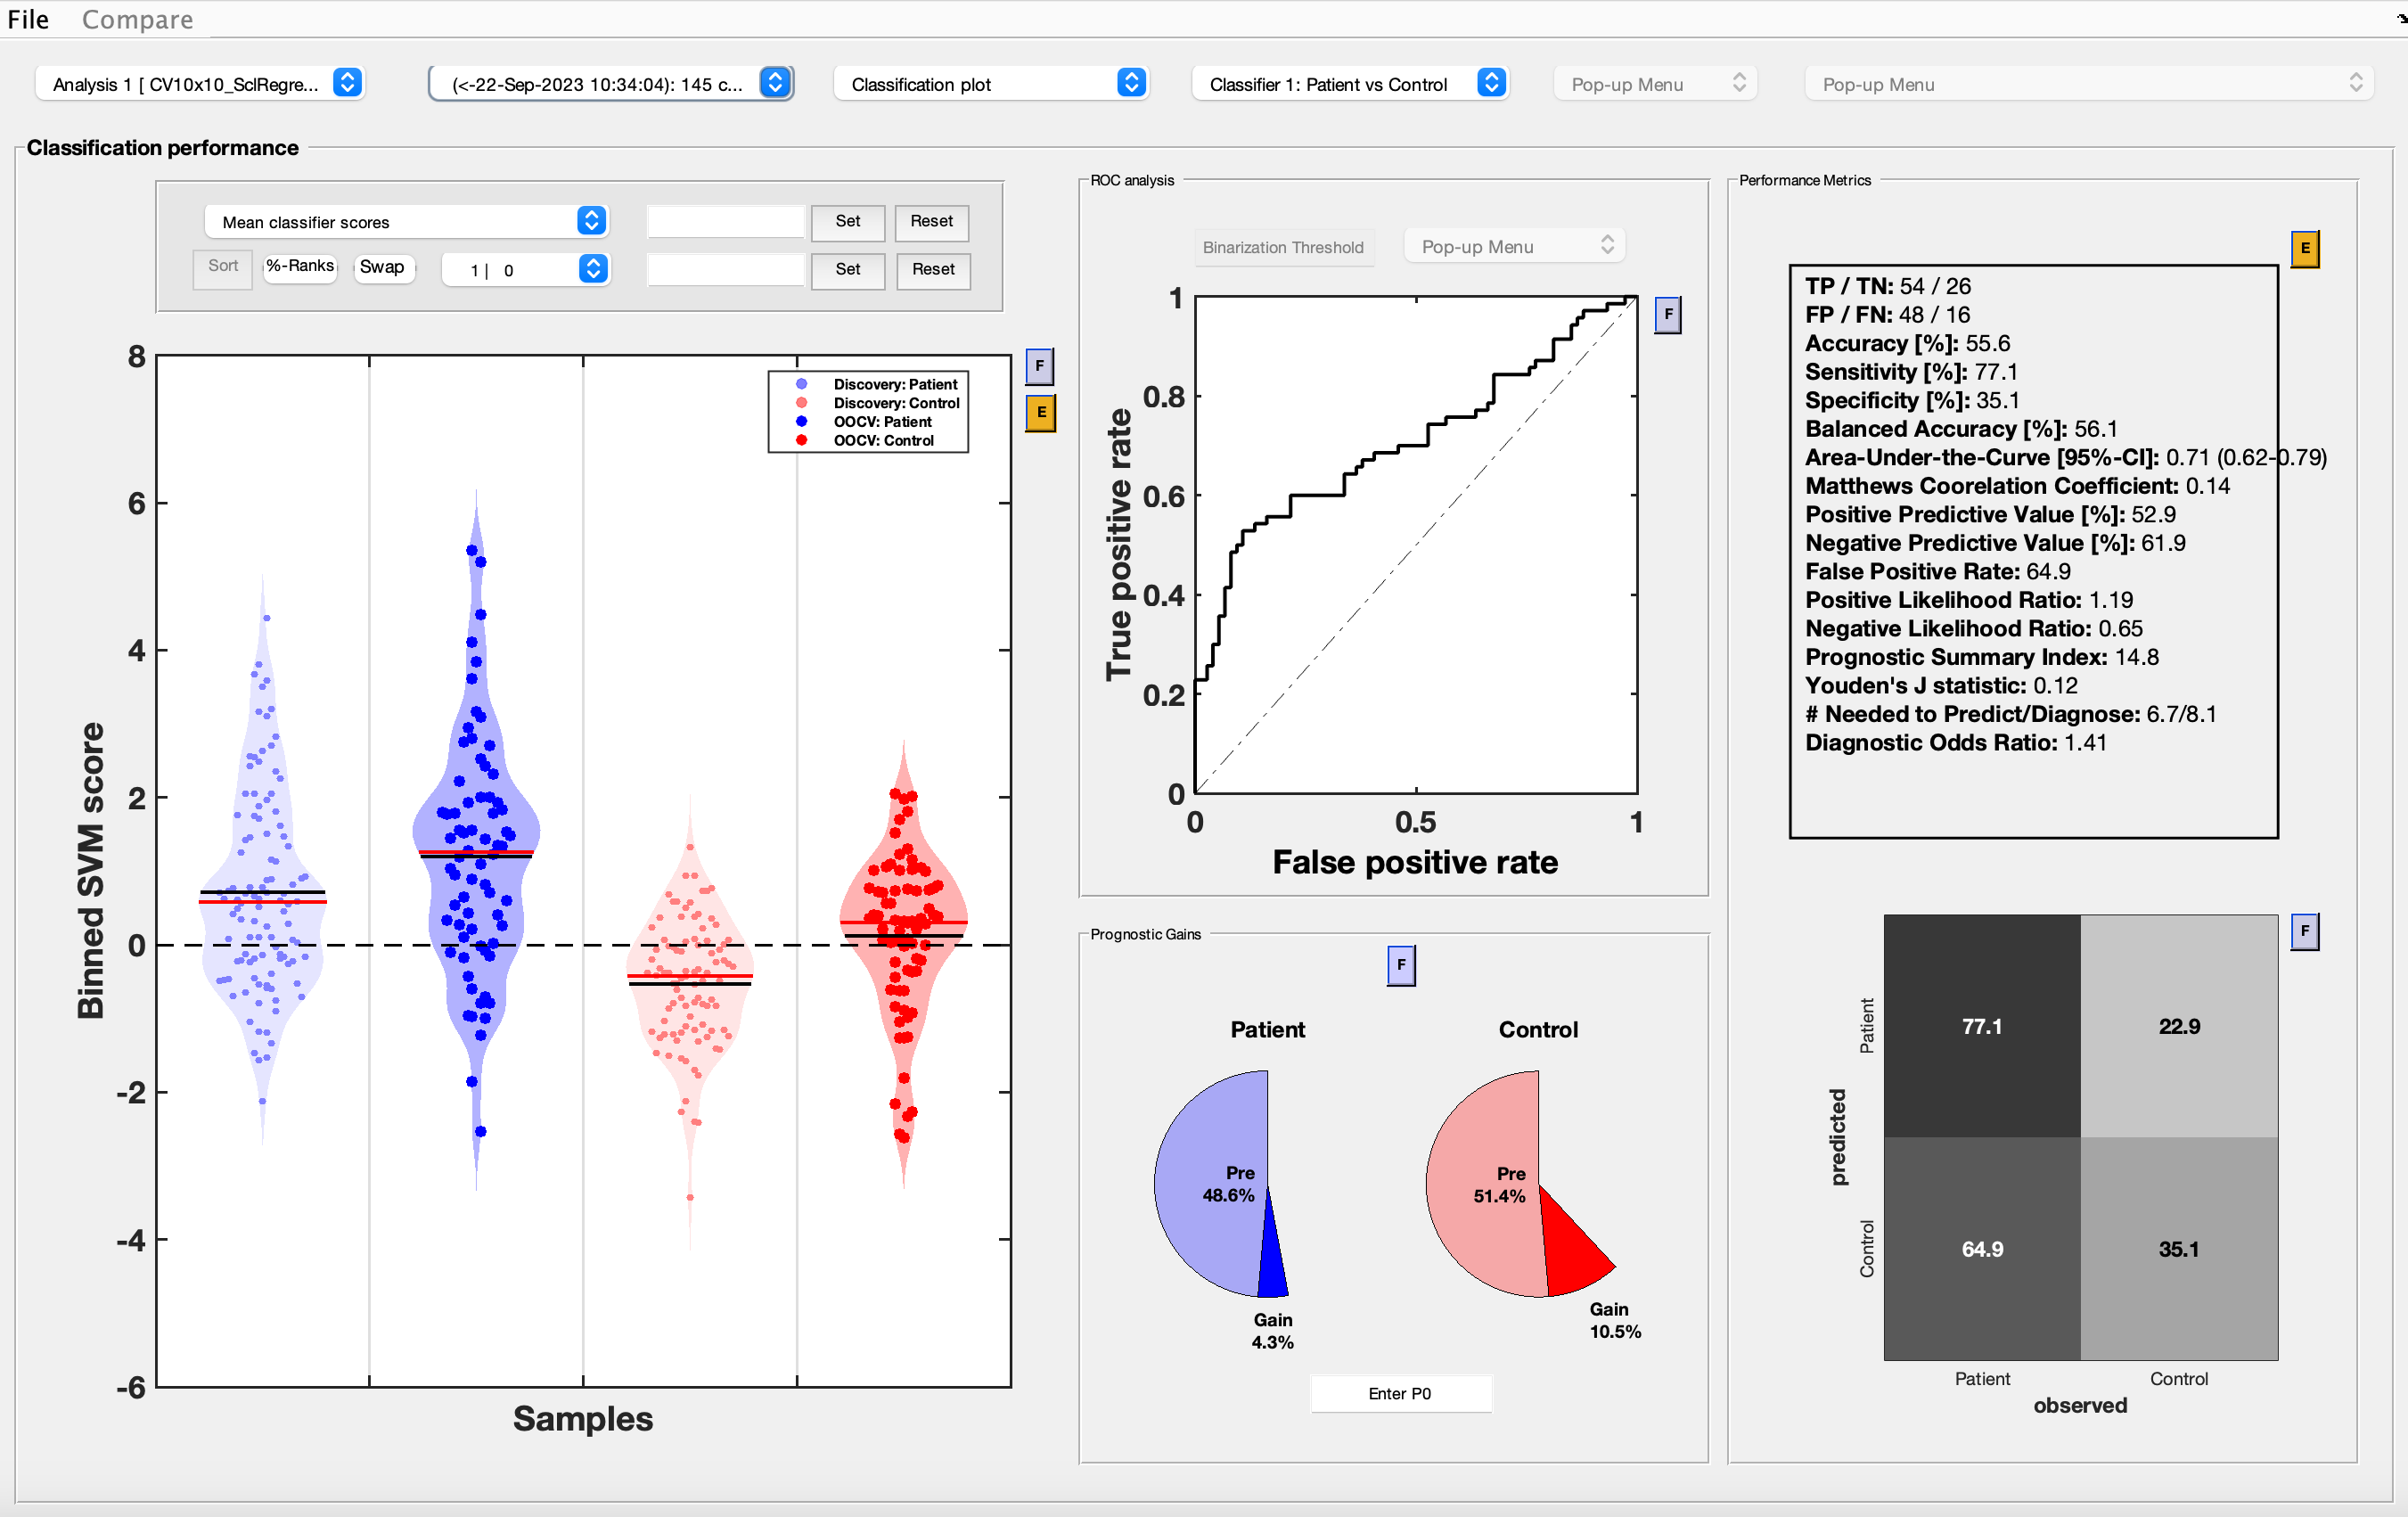 File Compare
Analysis 1 [ CV10x10_SclRegre...
(<-22-Sep-2023 10:34:04): 145 c...
Classification plot
Classifier 1: Patient vs Control
Pop-up Menu
Pop-up Menu
Classification performance
Mean classifier scores
Set
Reset
Sort
%-Ranks
Swap
1 | 0
Set
Reset
F
E
Discovery: Patient
Discovery: Control
OOCV: Patient
OOCV: Control
8
6
4
2
0
-2
-4
-6
Binned SVM score
Samples
ROC analysis
Binarization Threshold
Pop-up Menu
F
1
0.8
0.6
0.4
0.2
0
True positive rate
0 0.5 1
False positive rate
Prognostic Gains
F
Patient
Pre
48.6%
Gain
4.3%
Control
Pre
51.4%
Gain
10.5%
Enter P0
Performance Metrics
E
TP / TN: 54 / 26
FP / FN: 48 / 16
Accuracy [%]: 55.6
Sensitivity [%]: 77.1
Specificity [%]: 35.1
Balanced Accuracy [%]: 56.1
Area-Under-the-Curve [95%-CI]: 0.71 (0.62-0.79)
Matthews Coorelation Coefficient: 0.14
Positive Predictive Value [%]: 52.9
Negative Predictive Value [%]: 61.9
False Positive Rate: 64.9
Positive Likelihood Ratio: 1.19
Negative Likelihood Ratio: 0.65
Prognostic Summary Index: 14.8
Youden's J statistic: 0.12
# Needed to Predict/Diagnose: 6.7/8.1
Diagnostic Odds Ratio: 1.41
F
predicted
Patient
77.1 22.9
Control
64.9 35.1
Patient Control
observed